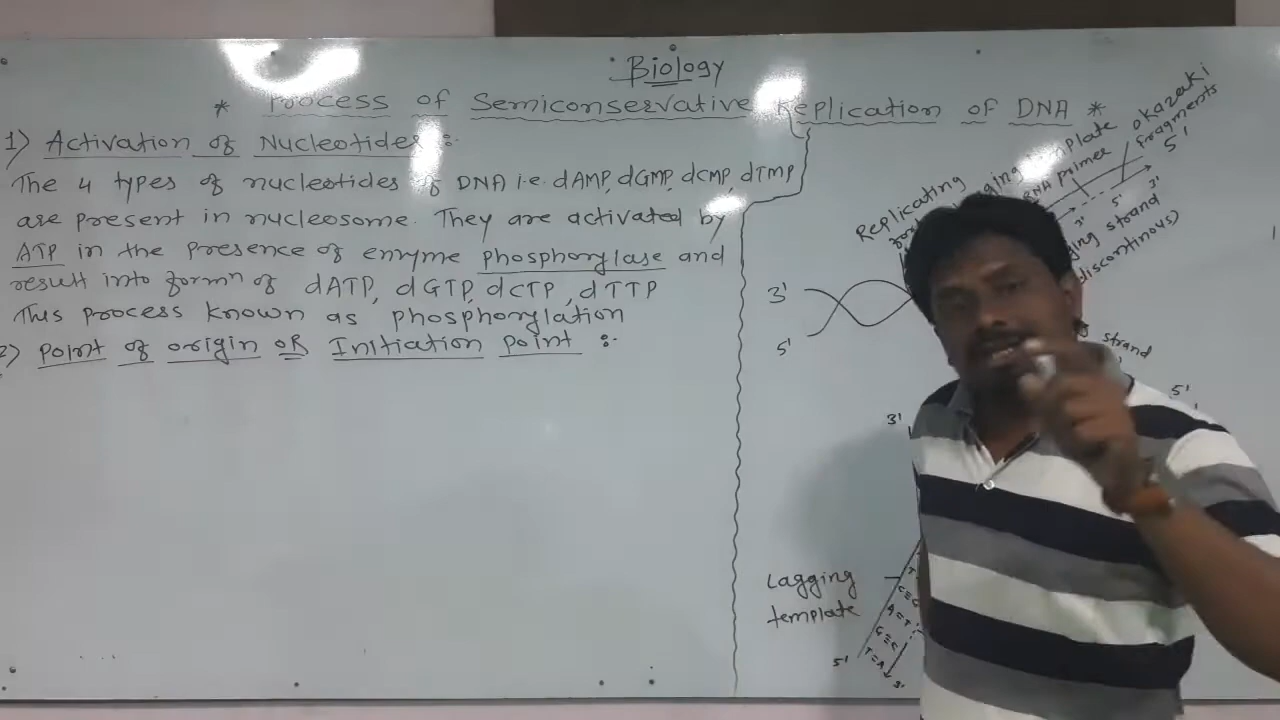 Biology
* Process of Semiconservative Replication of DNA *
1) Activation of Nucleotides :-
The 4 types of nucleotides of DNA i.e. dAMP, dGMP, dCMP, dTMP
are present in nucleosome. They are activated by
ATP in the presence of enzyme phosphorylase and
result into formn of dATP, dGTP, dCTP, dTTP
This process known as phosphorylation
2) Point of origin OR Initiation point :-
Replicating
template
okazaki
fragments
RNA primer
5'
3'
5'
3'
strand
discontinous)
3'
5'
strand
3'
5'
Lagging
template
C≡G
A=T
G≡C
T=A
5'
3'